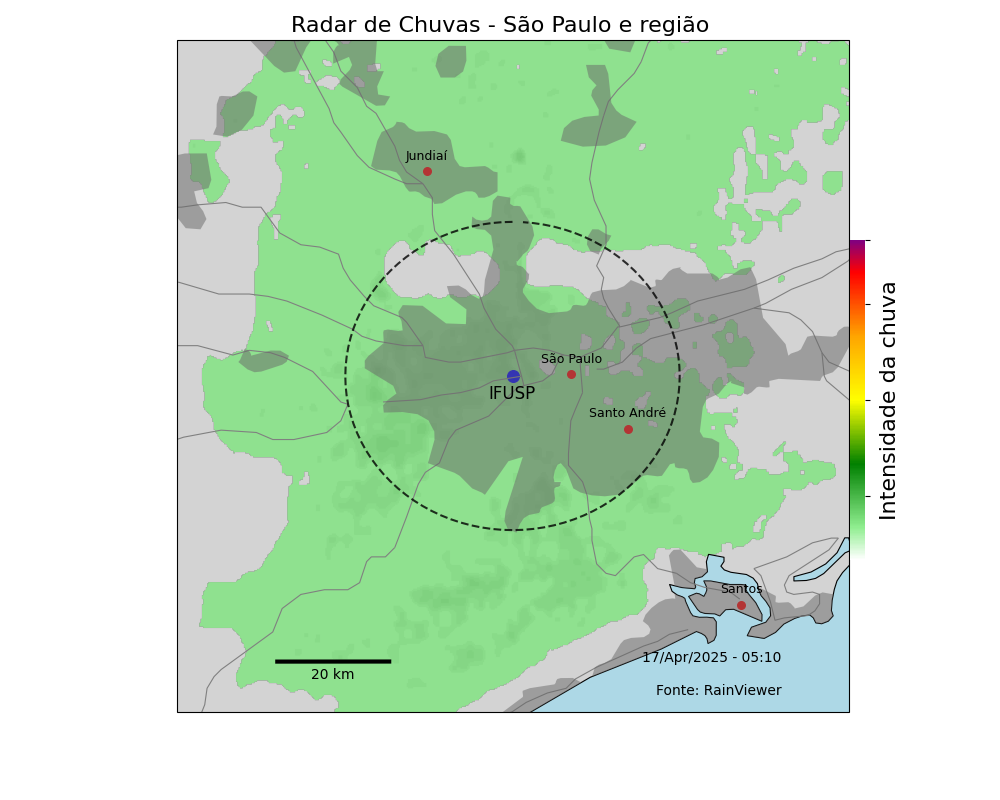 Radar de Chuvas - São Paulo e região
Jundiaí
São Paulo
IFUSP
Santo André
Intensidade da chuva
Santos
17/Apr/2025 - 05:10
20 km
Fonte: RainViewer